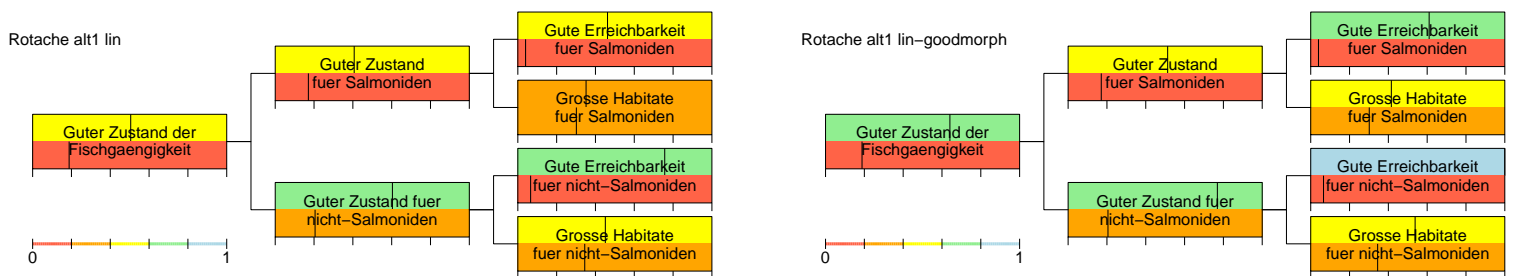 Rotache alt1 lin
Gute Erreichbarkeit
fuer Salmoniden
Guter Zustand
fuer Salmoniden
Grosse Habitate
fuer Salmoniden
Guter Zustand der
Fischgaengigkeit
Gute Erreichbarkeit
fuer nicht−Salmoniden
Guter Zustand fuer
nicht−Salmoniden
Grosse Habitate
fuer nicht−Salmoniden
0 1
Rotache alt1 lin−goodmorph
Gute Erreichbarkeit
fuer Salmoniden
Guter Zustand
fuer Salmoniden
Grosse Habitate
fuer Salmoniden
Guter Zustand der
Fischgaengigkeit
Gute Erreichbarkeit
fuer nicht−Salmoniden
Guter Zustand fuer
nicht−Salmoniden
Grosse Habitate
fuer nicht−Salmoniden
0 1